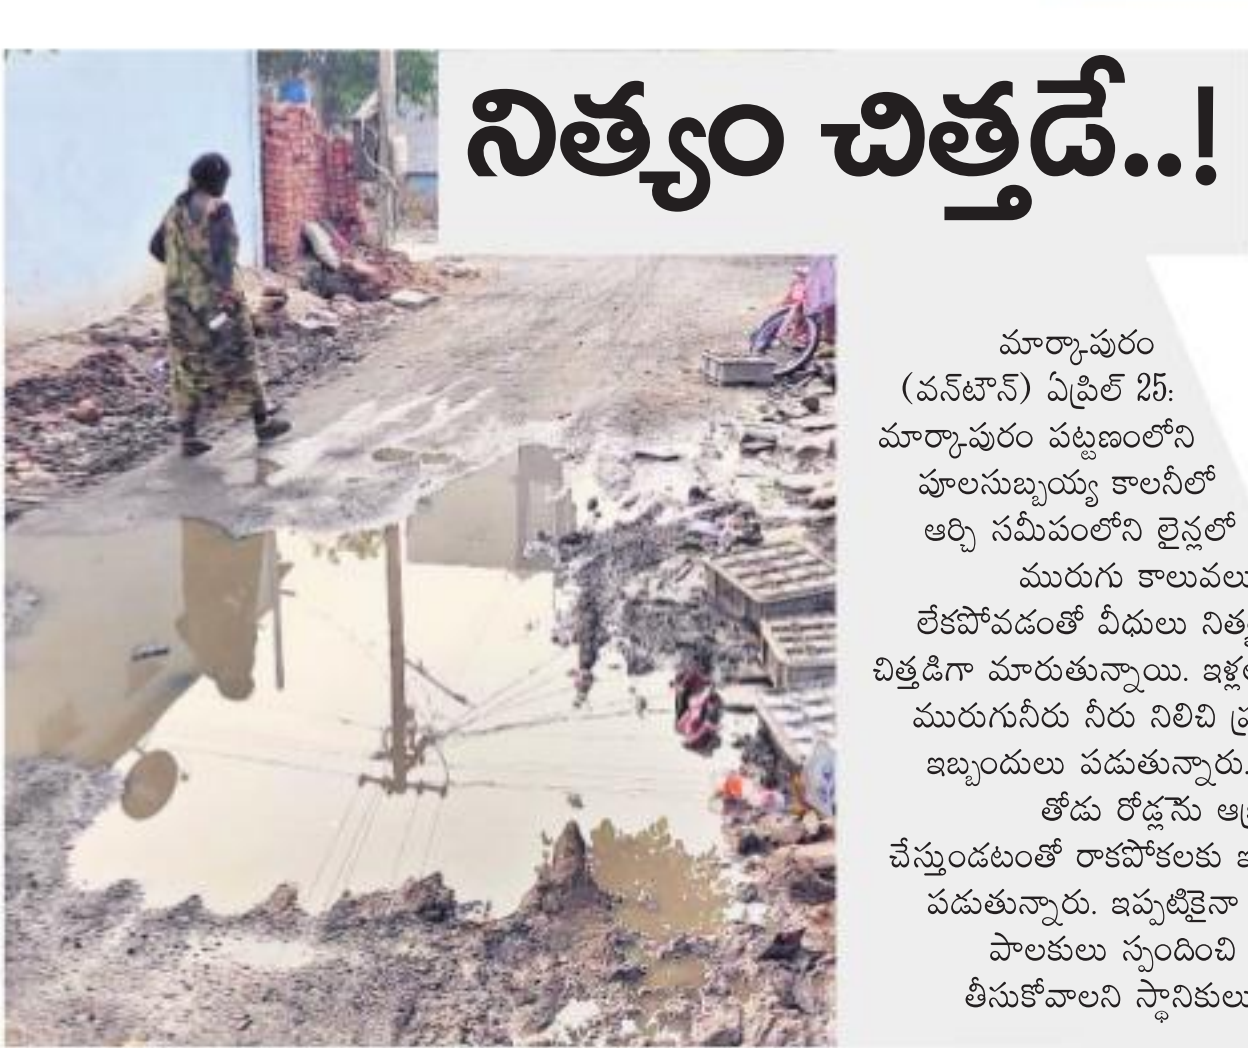 నిత్యం చిత్తడే..!
మార్కాపురం
(వన్‌టౌన్) ఏప్రిల్ 25:
మార్కాపురం పట్టణంలోని
పూలసుబ్బయ్య కాలనీలో
ఆర్చి సమీపంలోని లైన్లలో
మురుగు కాలువలు
లేకపోవడంతో వీధులు
చిత్తడిగా మారుతున్నాయి.
మురుగునీరు నీరు నిలిచి
ఇబ్బందులు పడుతున్నారు.
తోడు రోడ్లను
చేస్తుండటంతో రాకపోకలకు
పడుతున్నారు. ఇప్పటికైనా
పాలకులు స్పందించి
తీసుకోవాలని స్థానికులు